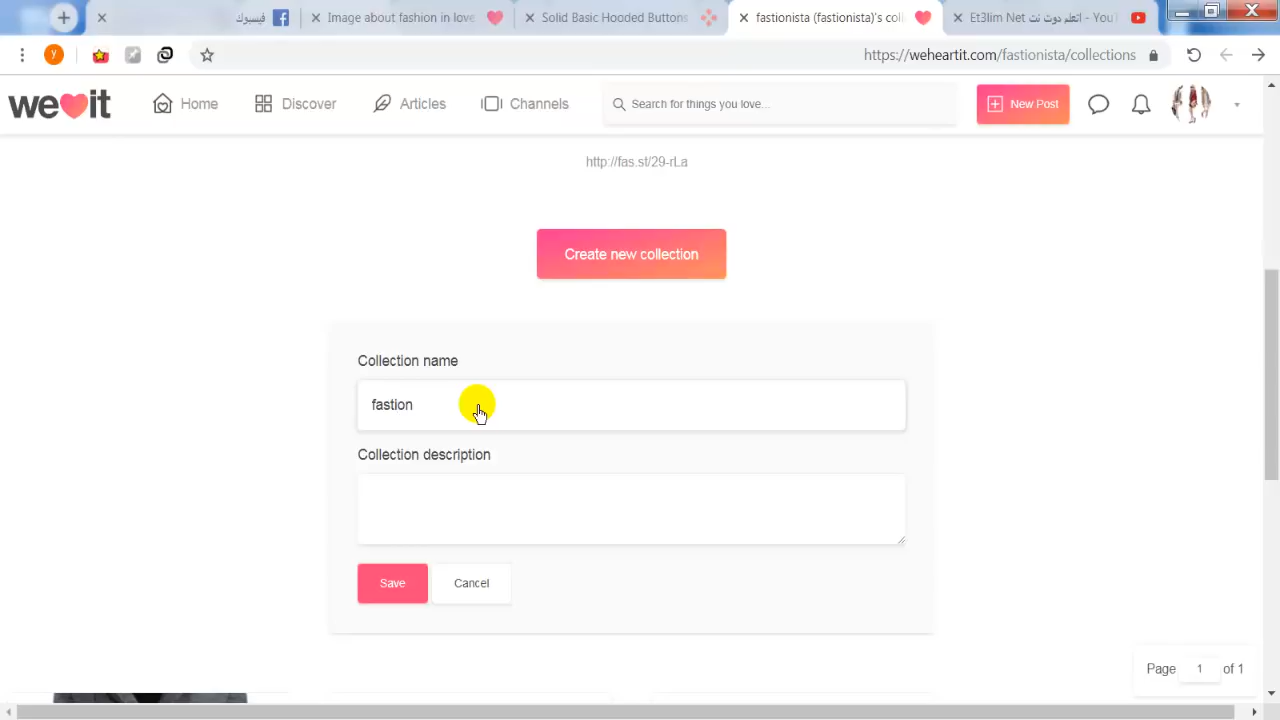 فيسبوك
Image about fashion in love
Solid Basic Hooded Buttons
fastionista (fastionista)'s coll
Et3lim Net - اتعلم دوت نت - YouT
y
https://weheartit.com/fastionista/collections
we it
Home
Discover
Articles
Channels
Search for things you love...
New Post
http://fas.st/29-rLa
Create new collection
Collection name
fastion
Collection description
Save
Cancel
Page 1 of 1